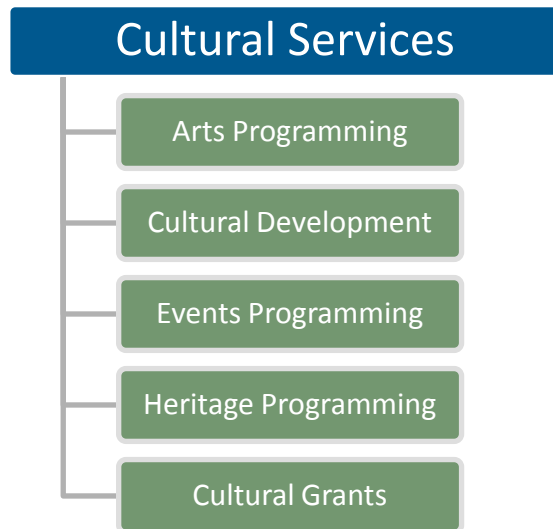 Cultural Services
Arts Programming
Cultural Development
Events Programming
Heritage Programming
Cultural Grants